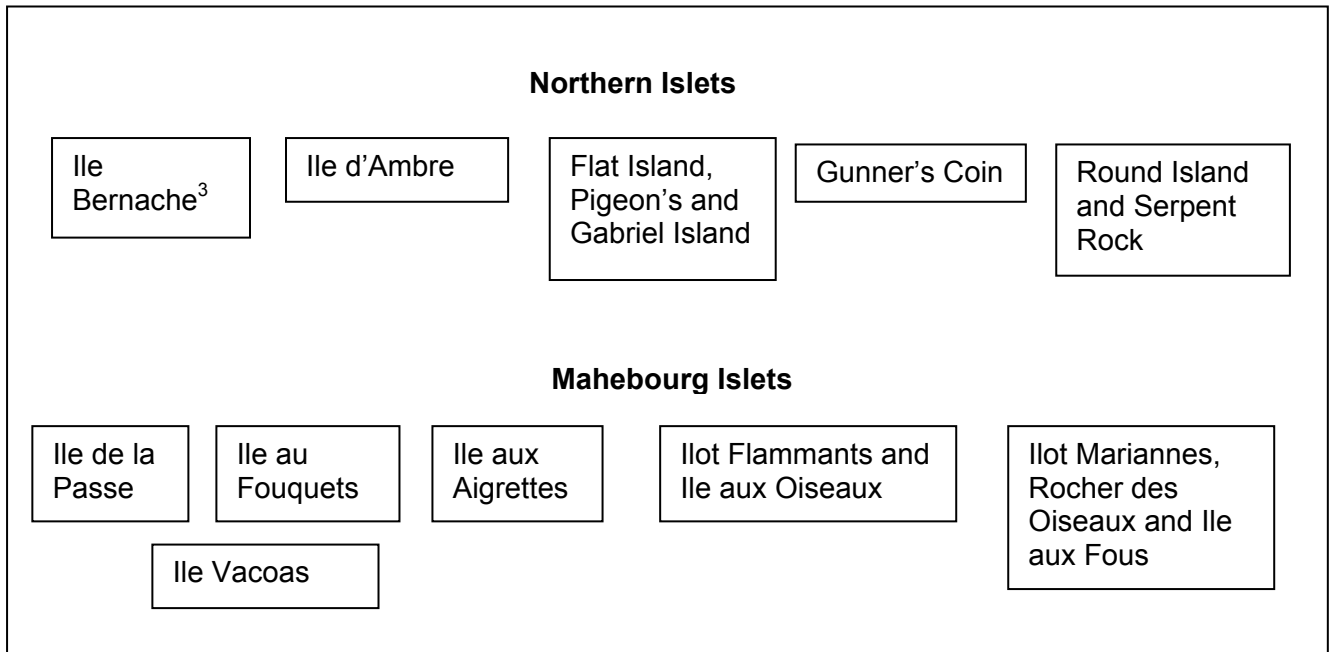 Northern Islets
Ile
Bernache3
Ile d’Ambre
Flat Island,
Pigeon’s and
Gabriel Island
Gunner’s Coin
Round Island
and Serpent
Rock
Mahebourg Islets
Ile de la
Passe
Ile au
Fouquets
Ile aux
Aigrettes
Ilot Flammants and
Ile aux Oiseaux
Ilot Mariannes,
Rocher des
Oiseaux and Ile
aux Fous
Ile Vacoas